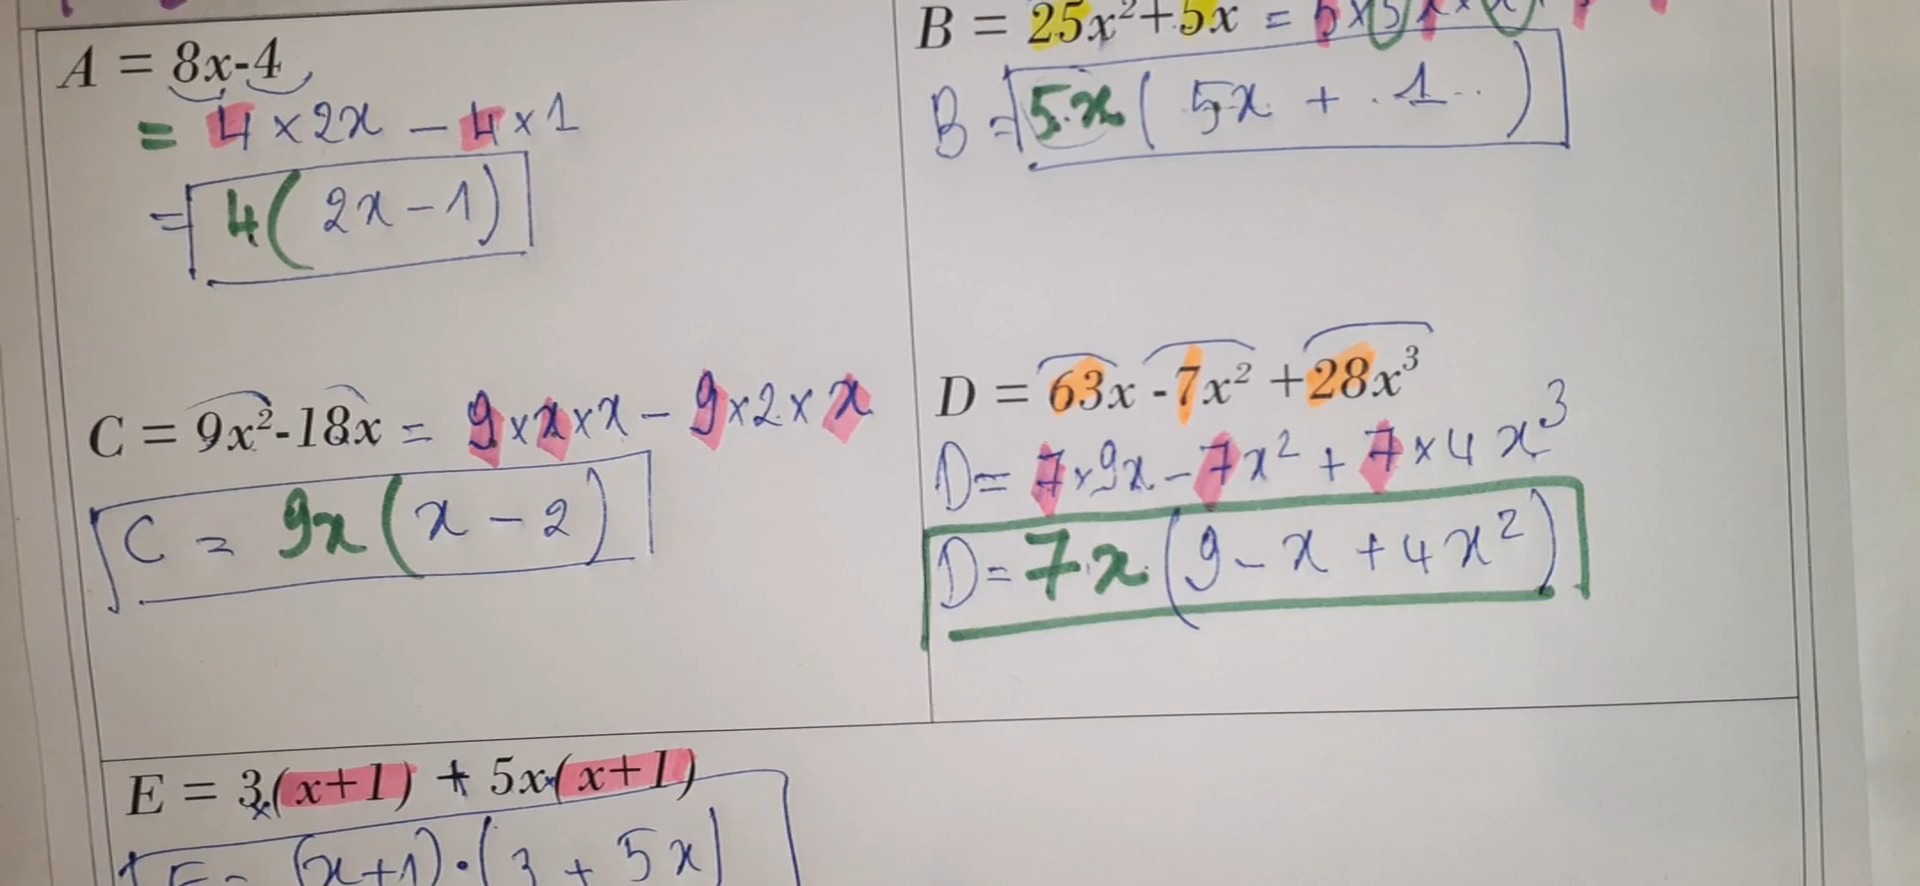 A = 8x-4
= 4 × 2x - 4 × 1
= 4( 2x - 1)
B = 25x²+5x =
B = 5x( 5x + 1 )
C = 9x²-18x = 9 × x × x - 9 × 2 × x
C = 9x(x - 2)
D = 63x -7x² +28x³
D = 7 × 9x - 7x² + 7 × 4x³
D = 7x(9 - x + 4x²)
E = 3×(x+1) + 5x×(x+1)
E = (x+1)·(3 + 5x)